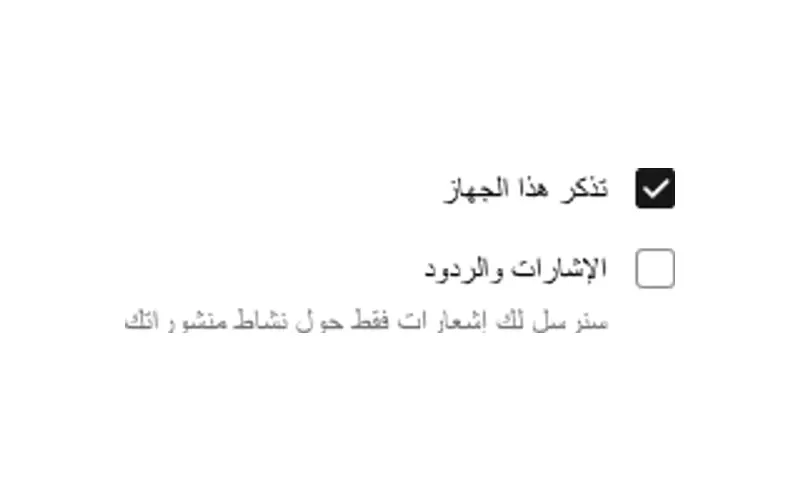 تذكر هذا الجهاز
الإشارات والردود
سنرسل لك إشعارات فقط حول نشاط منشوراتك